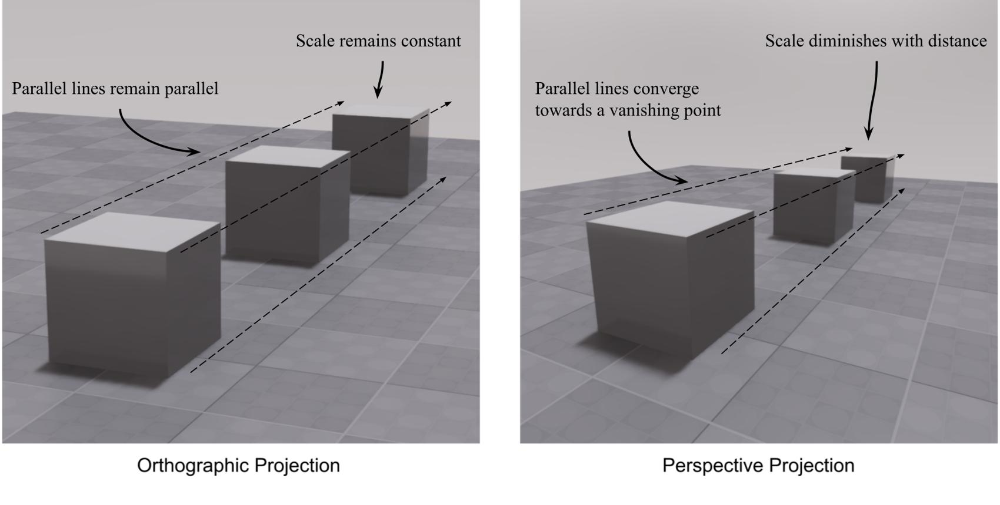 Scale remains constant
Parallel lines remain parallel
Orthographic Projection
Scale diminishes with distance
Parallel lines converge
towards a vanishing point
Perspective Projection